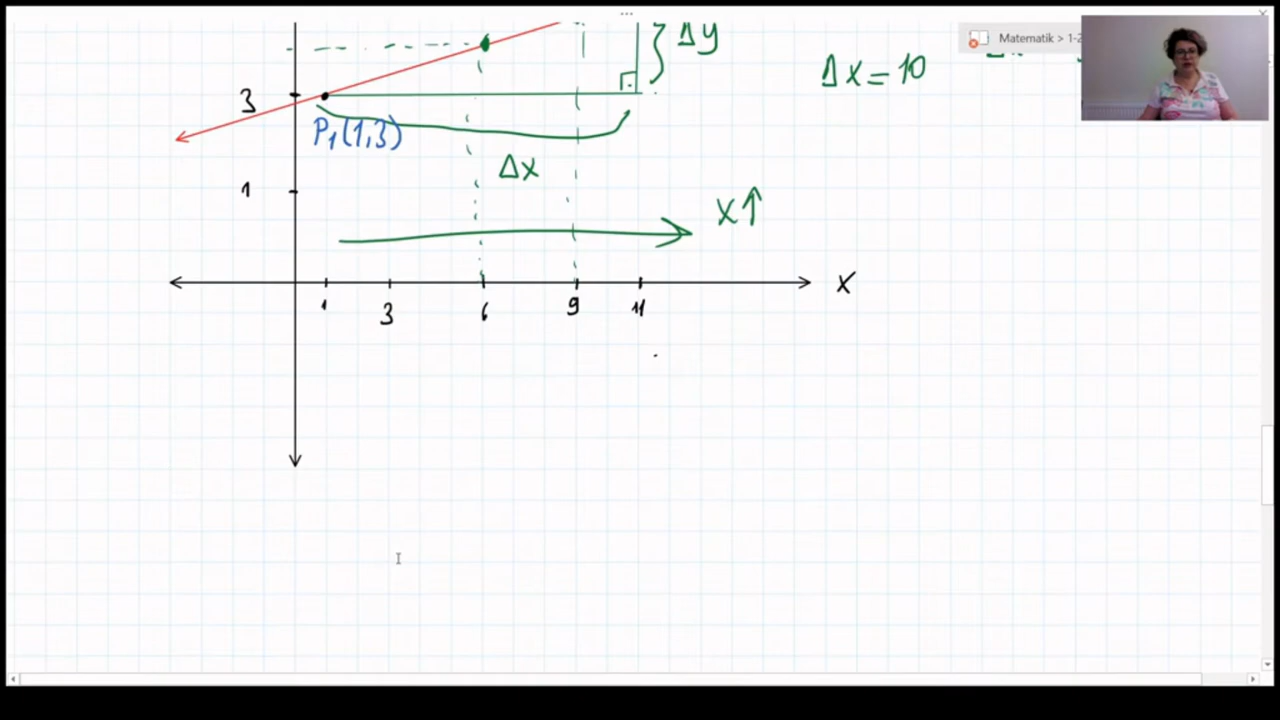 Δy
Matematik > 1-2
Δx = 10
3
P₁(1,3)
Δx
1
x↑
1 3 6 9 11
x